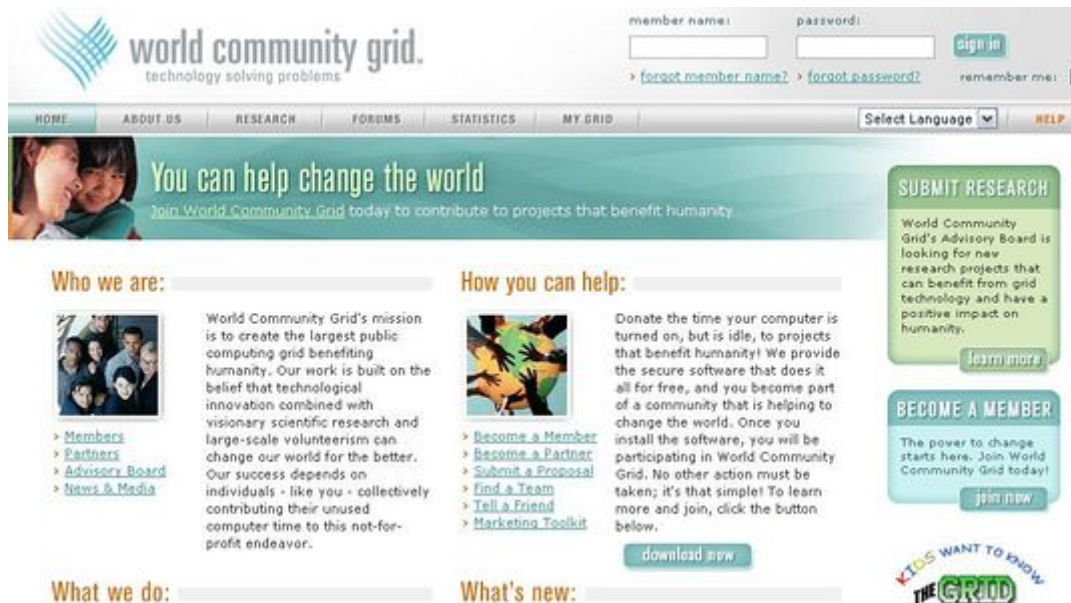 world community grid.
technology solving problems
member name:
password:
sign in
forgot member name?
forgot password?
remember me:
HOME
ABOUT US
RESEARCH
FORUMS
STATISTICS
MY GRID
Select Language
HELP
You can help change the world
Join World Community Grid today to contribute to projects that benefit humanity
Who we are:
World Community Grid's mission
is to create the largest public
computing grid benefiting
humanity. Our work is built on the
belief that technological
innovation combined with
visionary scientific research and
large-scale volunteerism can
change our world for the better.
Our success depends on
individuals - like you - collectively
contributing their unused
computer time to this not-for-
profit endeavor.
Members
Partners
Advisory Board
News & Media
How you can help:
Donate the time your computer is
turned on, but is idle, to projects
that benefit humanity! We provide
the secure software that does it
all for free, and you become part
of a community that is helping to
change the world. Once you
install the software, you will be
participating in World Community
Grid. No other action must be
taken; it's that simple! To learn
more and join, click the button
below.
download now
Become a Member
Become a Partner
Submit a Proposal
Find a Team
Tell a Friend
Marketing Toolkit
SUBMIT RESEARCH
World Community
Grid's Advisory Board is
looking for new
research projects that
can benefit from grid
technology and have a
positive impact on
humanity.
learn more
BECOME A MEMBER
The power to change
starts here. Join World
Community Grid today!
join now
KIDS WANT TO KNOW
THE GRID
What we do:
What's new: